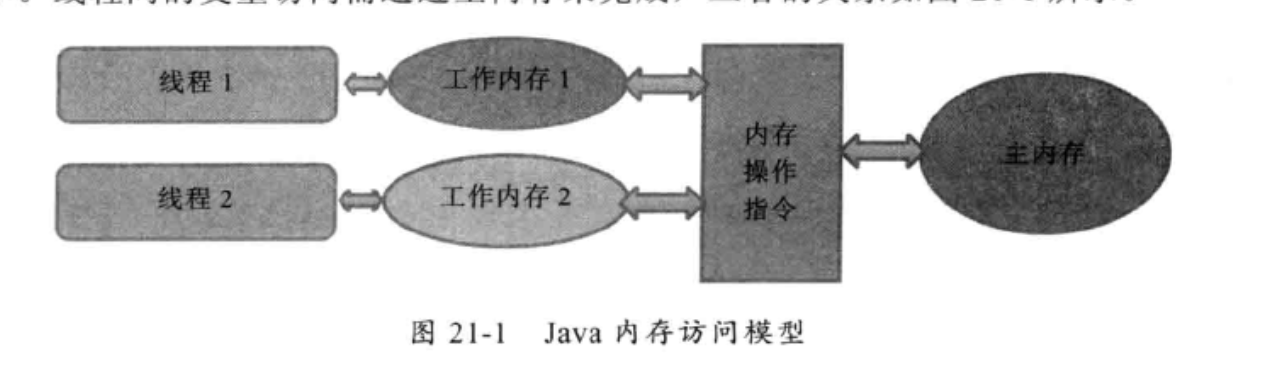 线程 1
工作内存 1
内存
操作
指令
主内存
线程 2
工作内存 2
图 21-1 Java 内存访问模型